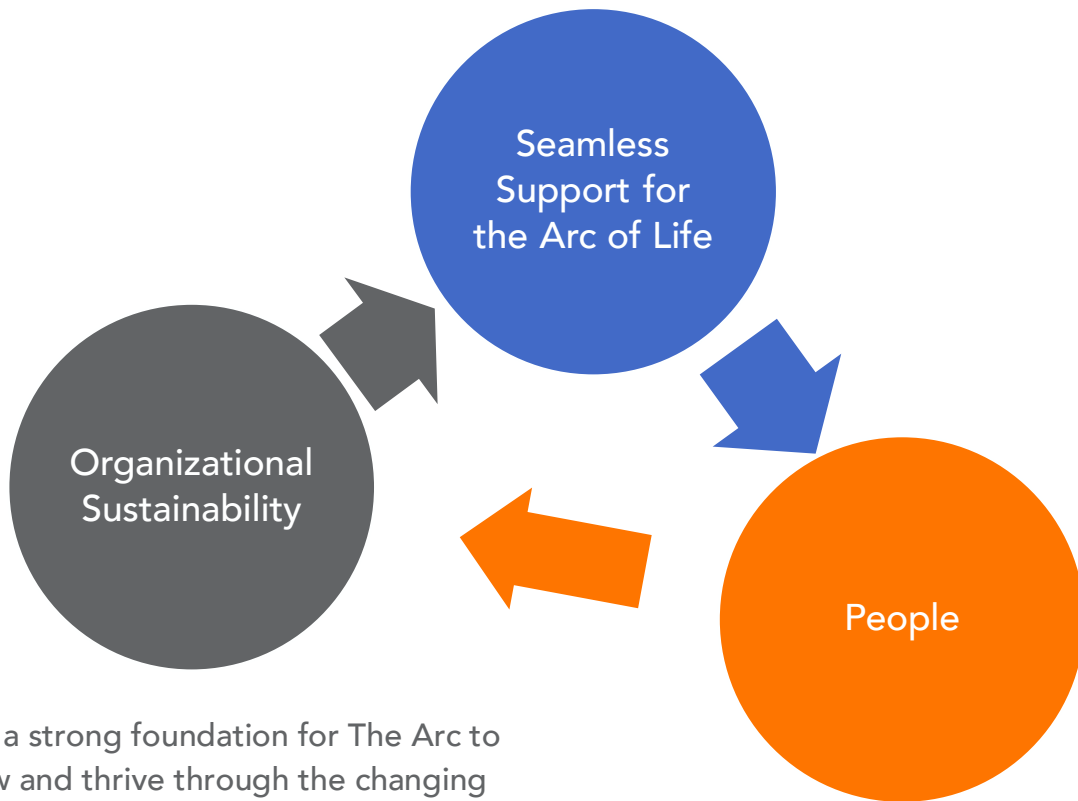 Seamless
Support for
the Arc of Life
Organizational
Sustainability
People
a strong foundation for The Arc to
and thrive through the changing